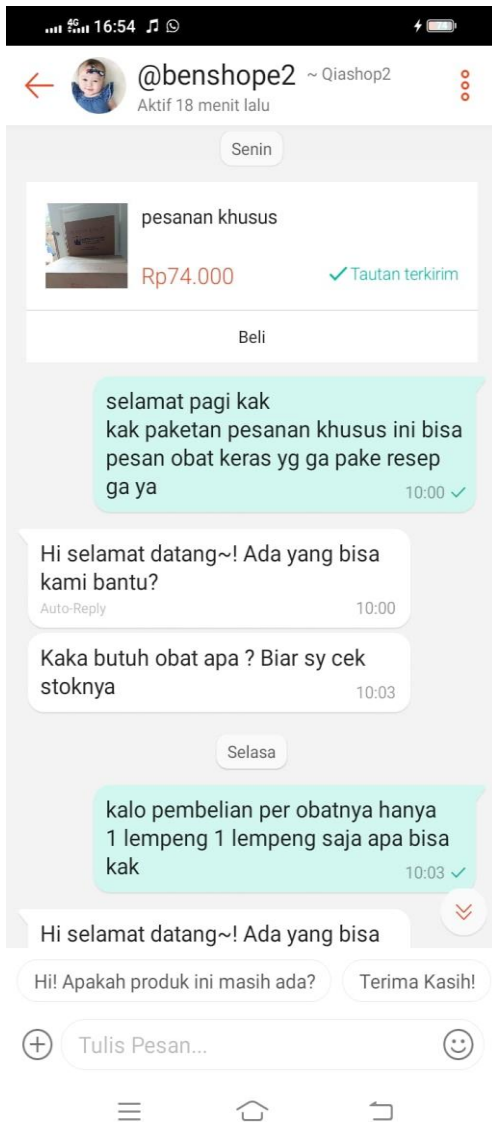 4G 16:54
@benshope2 ~ Qiashop2
Aktif 18 menit lalu
Senin
pesanan khusus
Rp74.000
Tautan terkirim
Beli
selamat pagi kak
kak paketan pesanan khusus ini bisa
pesan obat keras yg ga pake resep
ga ya
10:00
Hi selamat datang~! Ada yang bisa
kami bantu?
Auto-Reply
10:00
Kaka butuh obat apa ? Biar sy cek
stoknya
10:03
Selasa
kalo pembelian per obatnya hanya
1 lempeng 1 lempeng saja apa bisa
kak
10:03
Hi selamat datang~! Ada yang bisa
Hi! Apakah produk ini masih ada?
Terima Kasih!
Tulis Pesan...